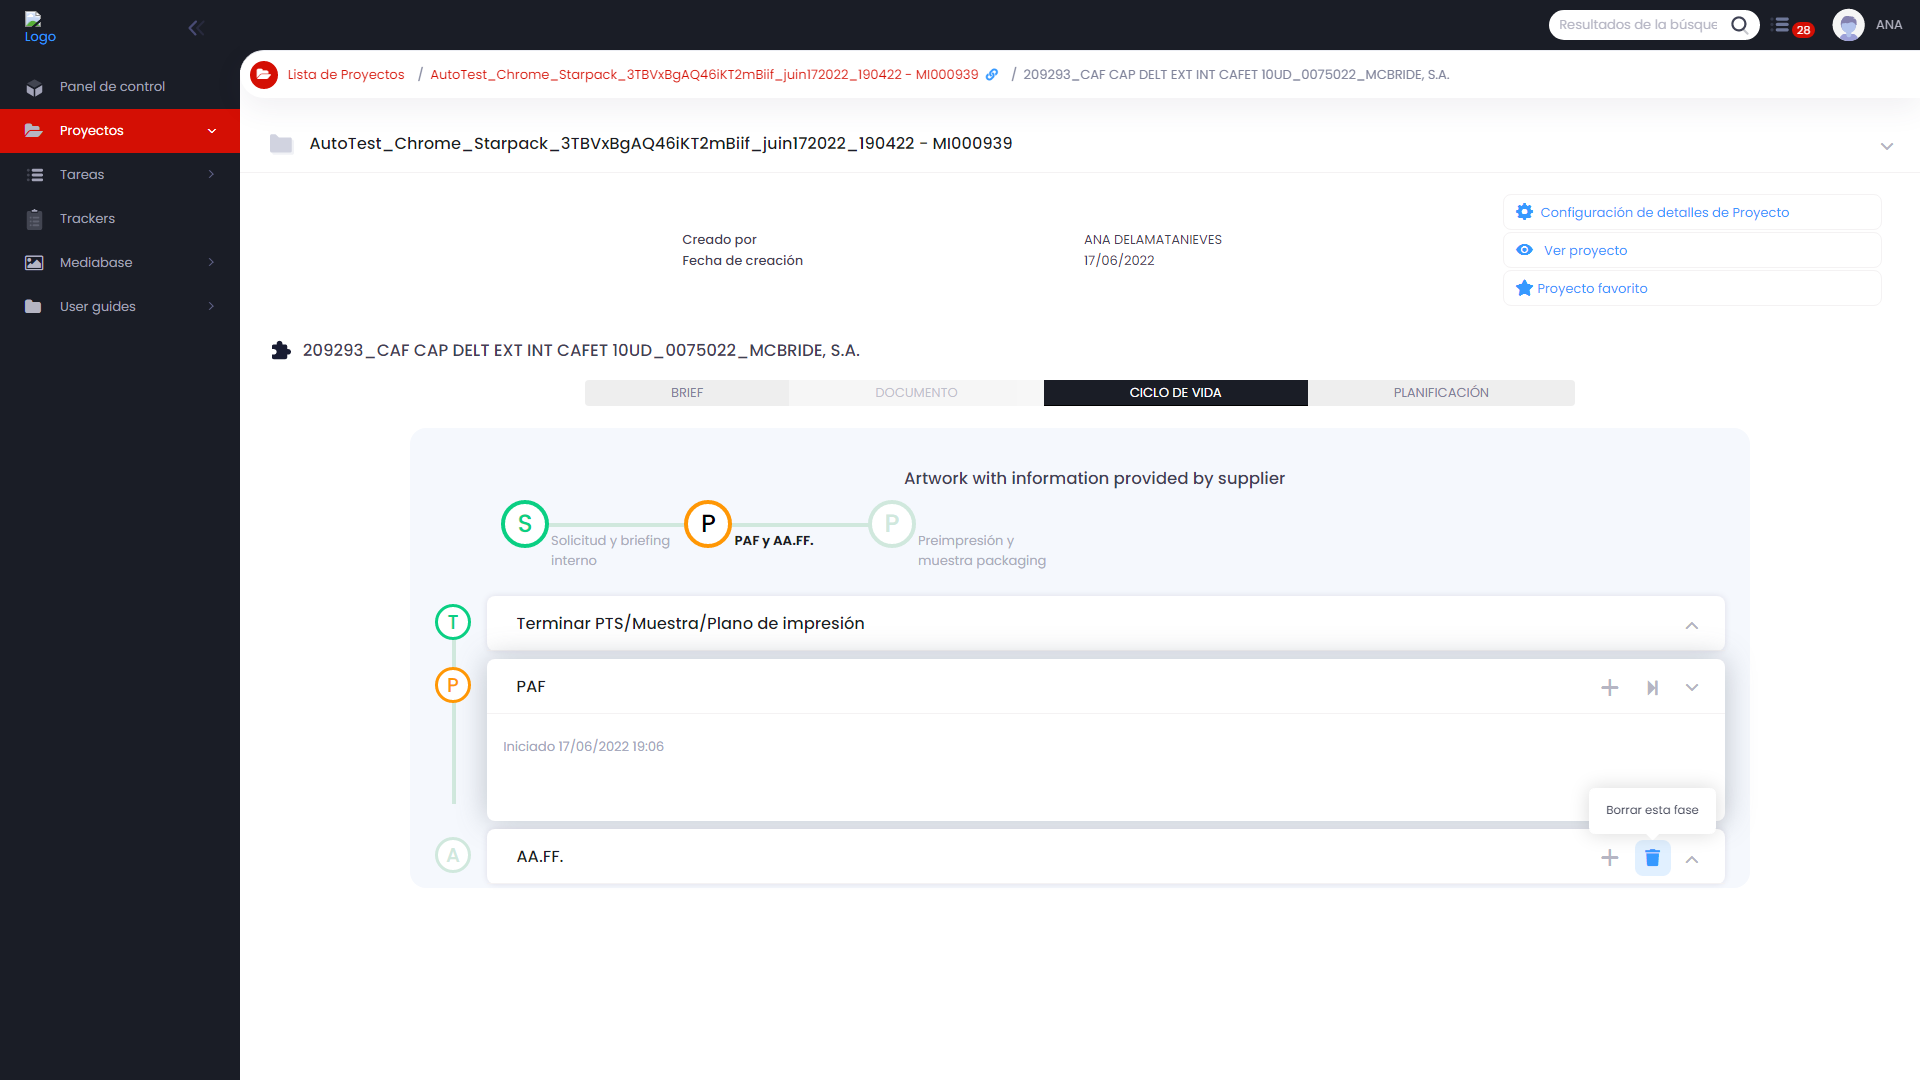 Logo
Resultados de la búsque
28
ANA
Panel de control
Proyectos
Tareas
Trackers
Mediabase
User guides
Lista de Proyectos / AutoTest_Chrome_Starpack_3TBVxBgAQ46iKT2mBiif_juin172022_190422 - MI000939 / 209293_CAF CAP DELT EXT INT CAFET 10UD_0075022_MCBRIDE, S.A.
AutoTest_Chrome_Starpack_3TBVxBgAQ46iKT2mBiif_juin172022_190422 - MI000939
Creado por ANA DELAMATANIEVES
Fecha de creación 17/06/2022
Configuración de detalles de Proyecto
Ver proyecto
Proyecto favorito
209293_CAF CAP DELT EXT INT CAFET 10UD_0075022_MCBRIDE, S.A.
BRIEF DOCUMENTO CICLO DE VIDA PLANIFICACIÓN
Artwork with information provided by supplier
S
Solicitud y briefing
interno
P
PAF y AA.FF.
P
Preimpresión y
muestra packaging
T
Terminar PTS/Muestra/Plano de impresión
P
PAF
Iniciado 17/06/2022 19:06
Borrar esta fase
A
AA.FF.